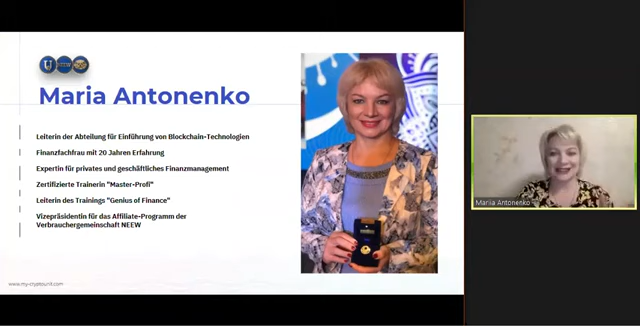 Maria Antonenko
Leiterin der Abteilung für Einführung von Blockchain-Technologien
Finanzfachfrau mit 20 Jahren Erfahrung
Expertin für privates und geschäftliches Finanzmanagement
Zertifizierte Trainerin "Master-Profi"
Leiterin des Trainings "Genius of Finance"
Vizepräsidentin für das Affiliate-Programm der
Verbrauchergemeinschaft NEEW
www.my-cryptounit.com
Mariia Antonenko